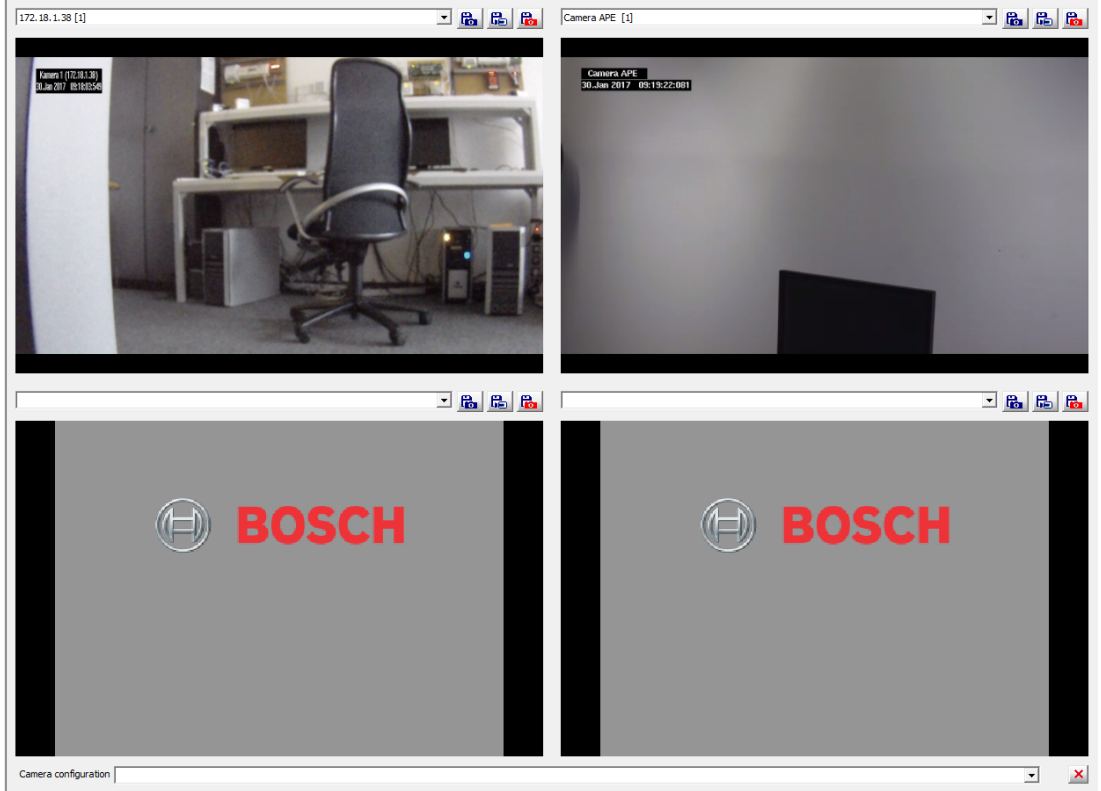 172.18.1.38 [1]
Camera APE [1]
Kamera 1 (172.18.1.38)
30.Jan 2017 09:18:03:545
Camera APE
30.Jan 2017 09:19:22:081
BOSCH
BOSCH
Camera configuration